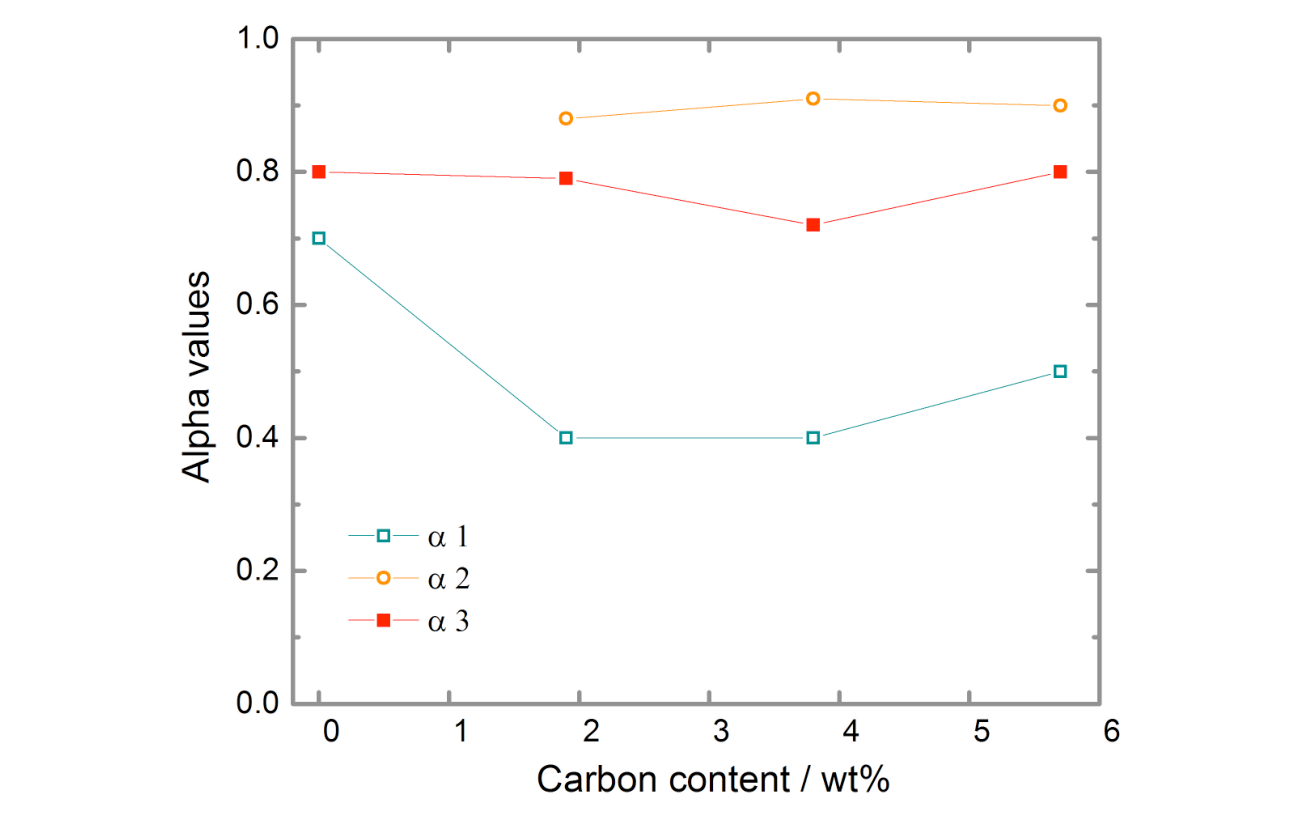 1.0
0.8
0.6
0.4
0.2
0.0
Alpha values
α 1
α 2
α 3
0 1 2 3 4 5 6
Carbon content / wt%